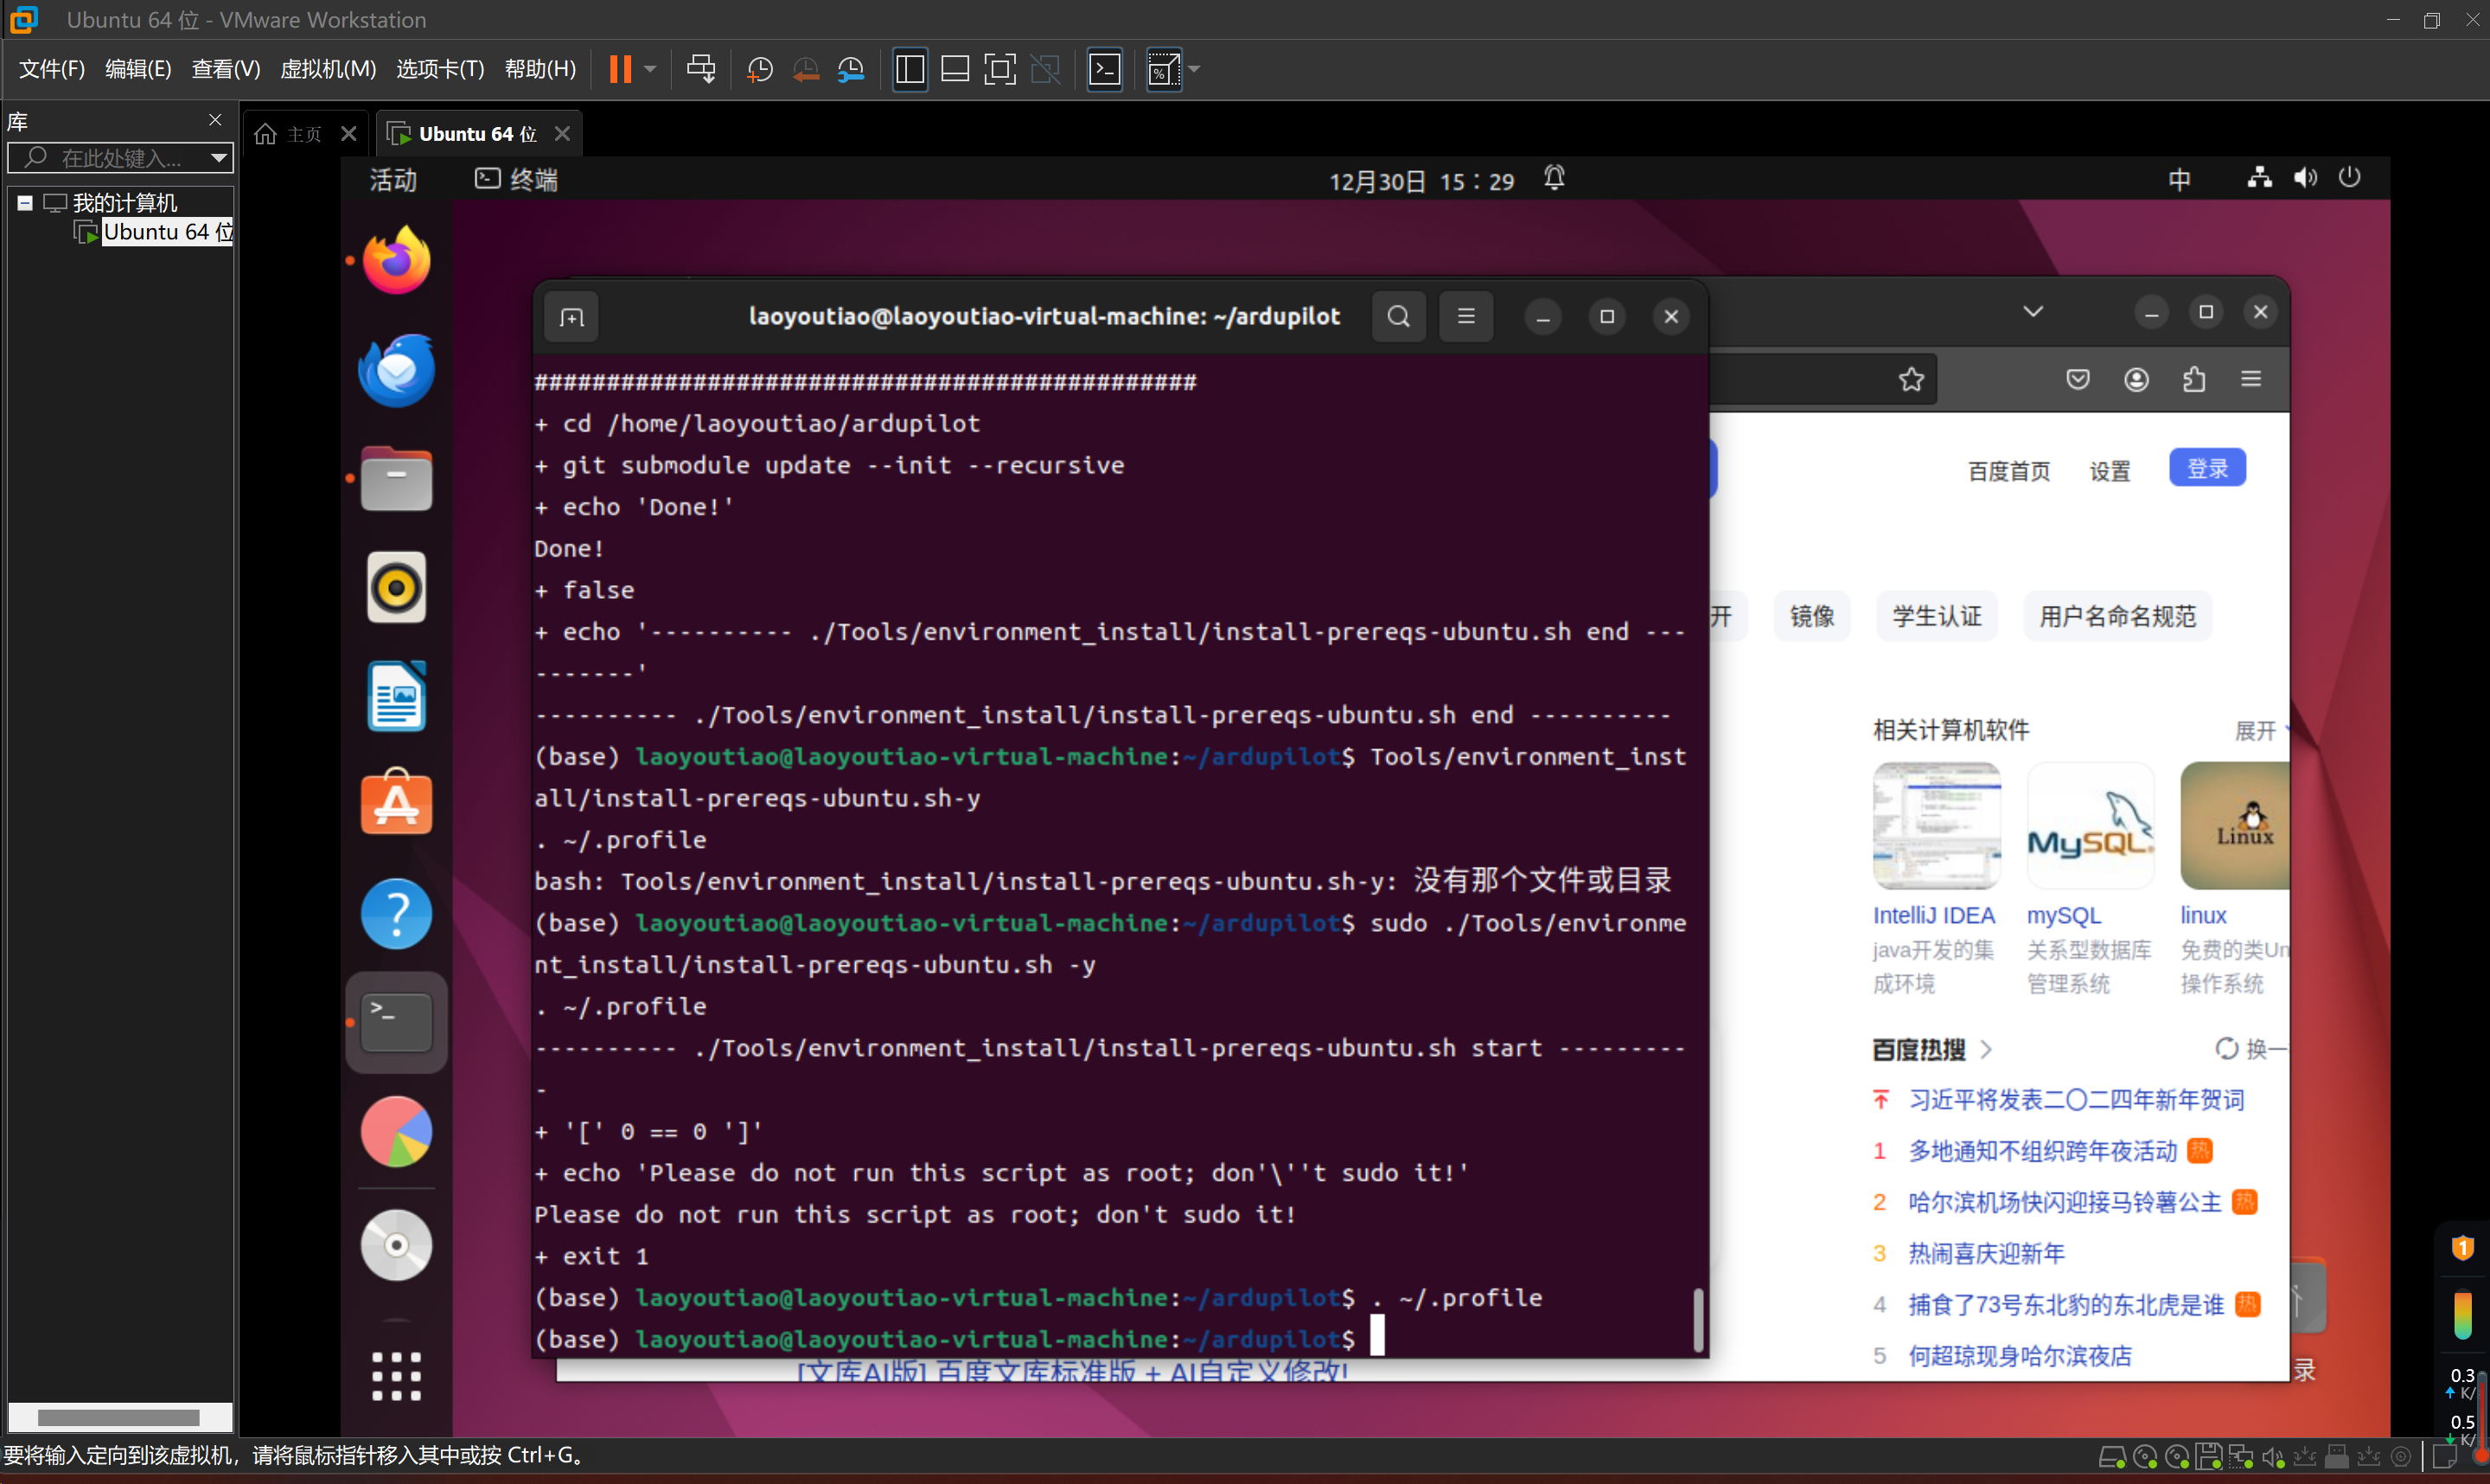 Ubuntu 64 位 - VMware Workstation
文件(F) 编辑(E) 查看(V) 虚拟机(M) 选项卡(T) 帮助(H)
库
在此处键入...
我的计算机
Ubuntu 64 位
主页
Ubuntu 64 位
活动 终端 12月30日 15：29 中
laoyoutiao@laoyoutiao-virtual-machine: ~/ardupilot
##############################################
+ cd /home/laoyoutiao/ardupilot
+ git submodule update --init --recursive
+ echo 'Done!'
Done!
+ false
+ echo '---------- ./Tools/environment_install/install-prereqs-ubuntu.sh end ---
-------'
---------- ./Tools/environment_install/install-prereqs-ubuntu.sh end ----------
(base) laoyoutiao@laoyoutiao-virtual-machine:~/ardupilot$ Tools/environment_inst
all/install-prereqs-ubuntu.sh-y
. ~/.profile
bash: Tools/environment_install/install-prereqs-ubuntu.sh-y: 没有那个文件或目录
(base) laoyoutiao@laoyoutiao-virtual-machine:~/ardupilot$ sudo ./Tools/environme
nt_install/install-prereqs-ubuntu.sh -y
. ~/.profile
---------- ./Tools/environment_install/install-prereqs-ubuntu.sh start ---------
-
+ '[' 0 == 0 ']'
+ echo 'Please do not run this script as root; don'\''t sudo it!'
Please do not run this script as root; don't sudo it!
+ exit 1
(base) laoyoutiao@laoyoutiao-virtual-machine:~/ardupilot$ . ~/.profile
(base) laoyoutiao@laoyoutiao-virtual-machine:~/ardupilot$
百度首页 设置 登录
开 镜像 学生认证 用户名命名规范
相关计算机软件 展开
MySQL
Linux
IntelliJ IDEA mySQL linux
java开发的集 关系型数据库 免费的类Un
成环境 管理系统 操作系统
百度热搜 换一
习近平将发表二〇二四年新年贺词
1 多地通知不组织跨年夜活动 热
2 哈尔滨机场快闪迎接马铃薯公主 热
3 热闹喜庆迎新年
4 捕食了73号东北豹的东北虎是谁 热
5 何超琼现身哈尔滨夜店
[文库AI版] 百度文库标准版 + AI自定义修改!
录
1
0.3
K/
0.5
K/
要将输入定向到该虚拟机，请将鼠标指针移入其中或按 Ctrl+G。